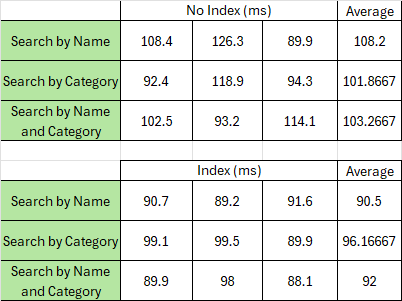 No Index (ms) Average
Search by Name 108.4 126.3 89.9 108.2
Search by Category 92.4 118.9 94.3 101.8667
Search by Name
and Category 102.5 93.2 114.1 103.2667
Index (ms) Average
Search by Name 90.7 89.2 91.6 90.5
Search by Category 99.1 99.5 89.9 96.16667
Search by Name
and Category 89.9 98 88.1 92